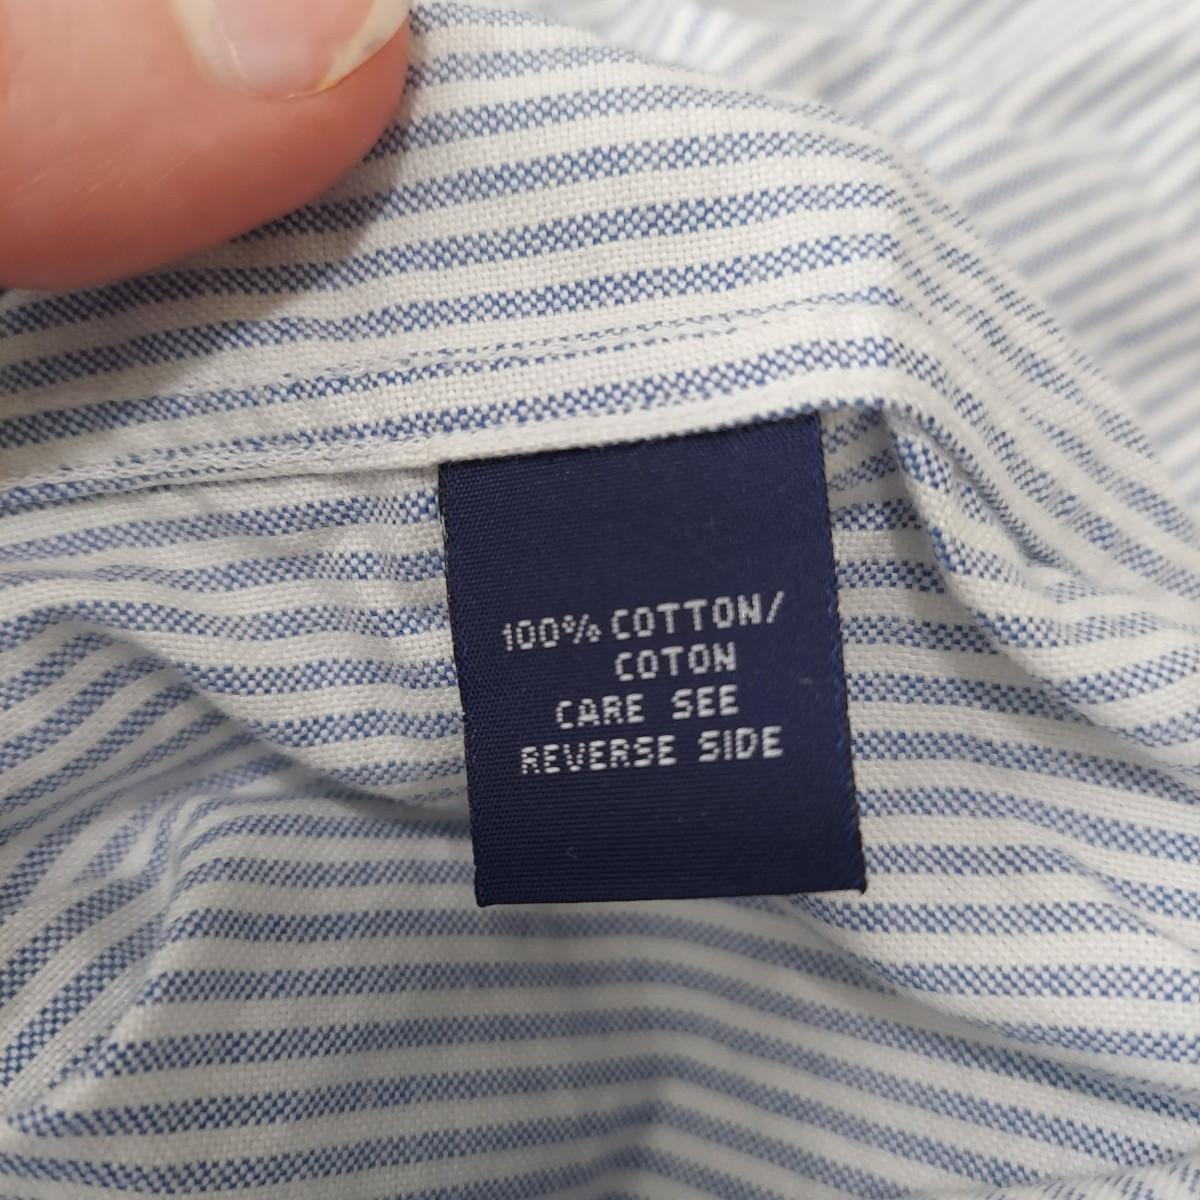 100% COTTON/
COTON
CARE SEE
REVERSE SIDE